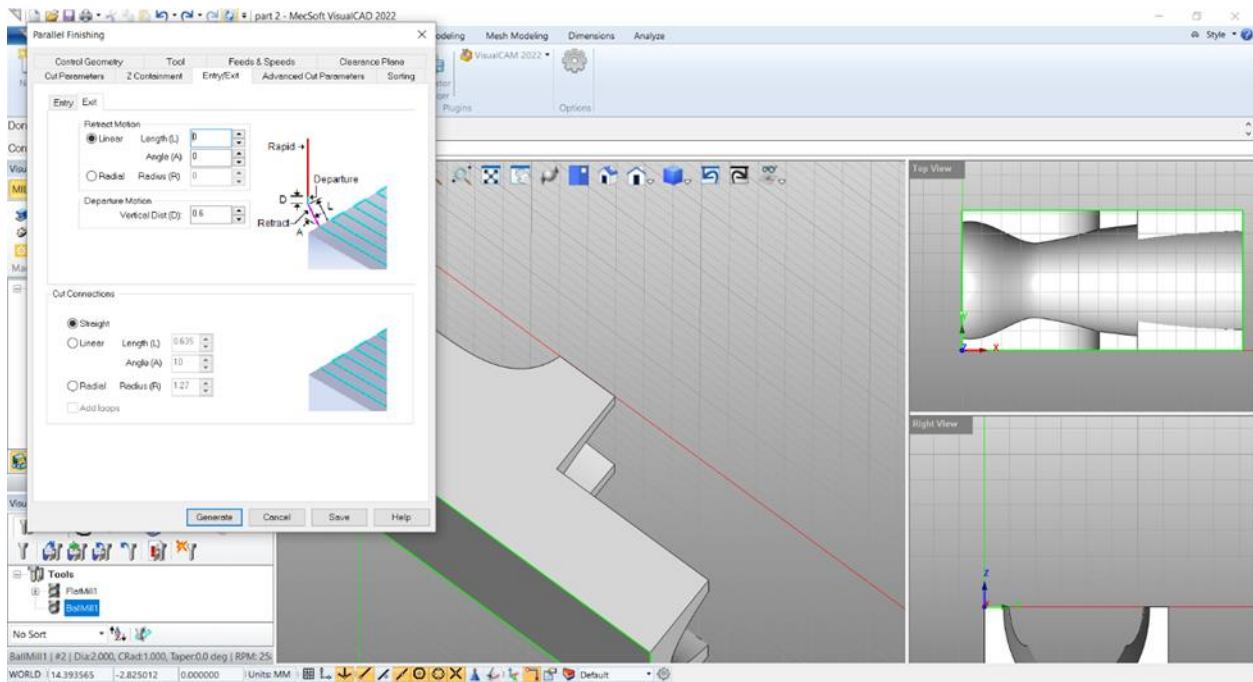 part 2 - MecSoft VisualCAD 2022
Parallel Finishing
Mesh Modeling Dimensions Analyze
Style
VisualCAM 2022
Plugins
Options
Control Geometry Tool Feeds & Speeds Clearance Plane
Cut Parameters Z Containment Entry/Exit Advanced Cut Parameters Sorting
Entry Exit
Retract Motion
Linear Length (L) 0
Angle (A) 0
Radial Radius (R) 0
Departure Motion
Vertical Dist (D): 0.6
Rapid
Departure
D
L
Retract
A
Cut Connections
Straight
Linear Length (L) 0.635
Angle (A) 10
Radial Radius (R) 1.27
Add loops
Generate Cancel Save Help
Top View
Y
Z X
Right View
Z
Tools
FlatMill1
BallMill1
No Sort
BallMill1 | #2 | Dia:2.000, CRad:1.000, Taper:0.0 deg | RPM:
WORLD 14.393565 -2.825012 0.000000 Units: MM Default